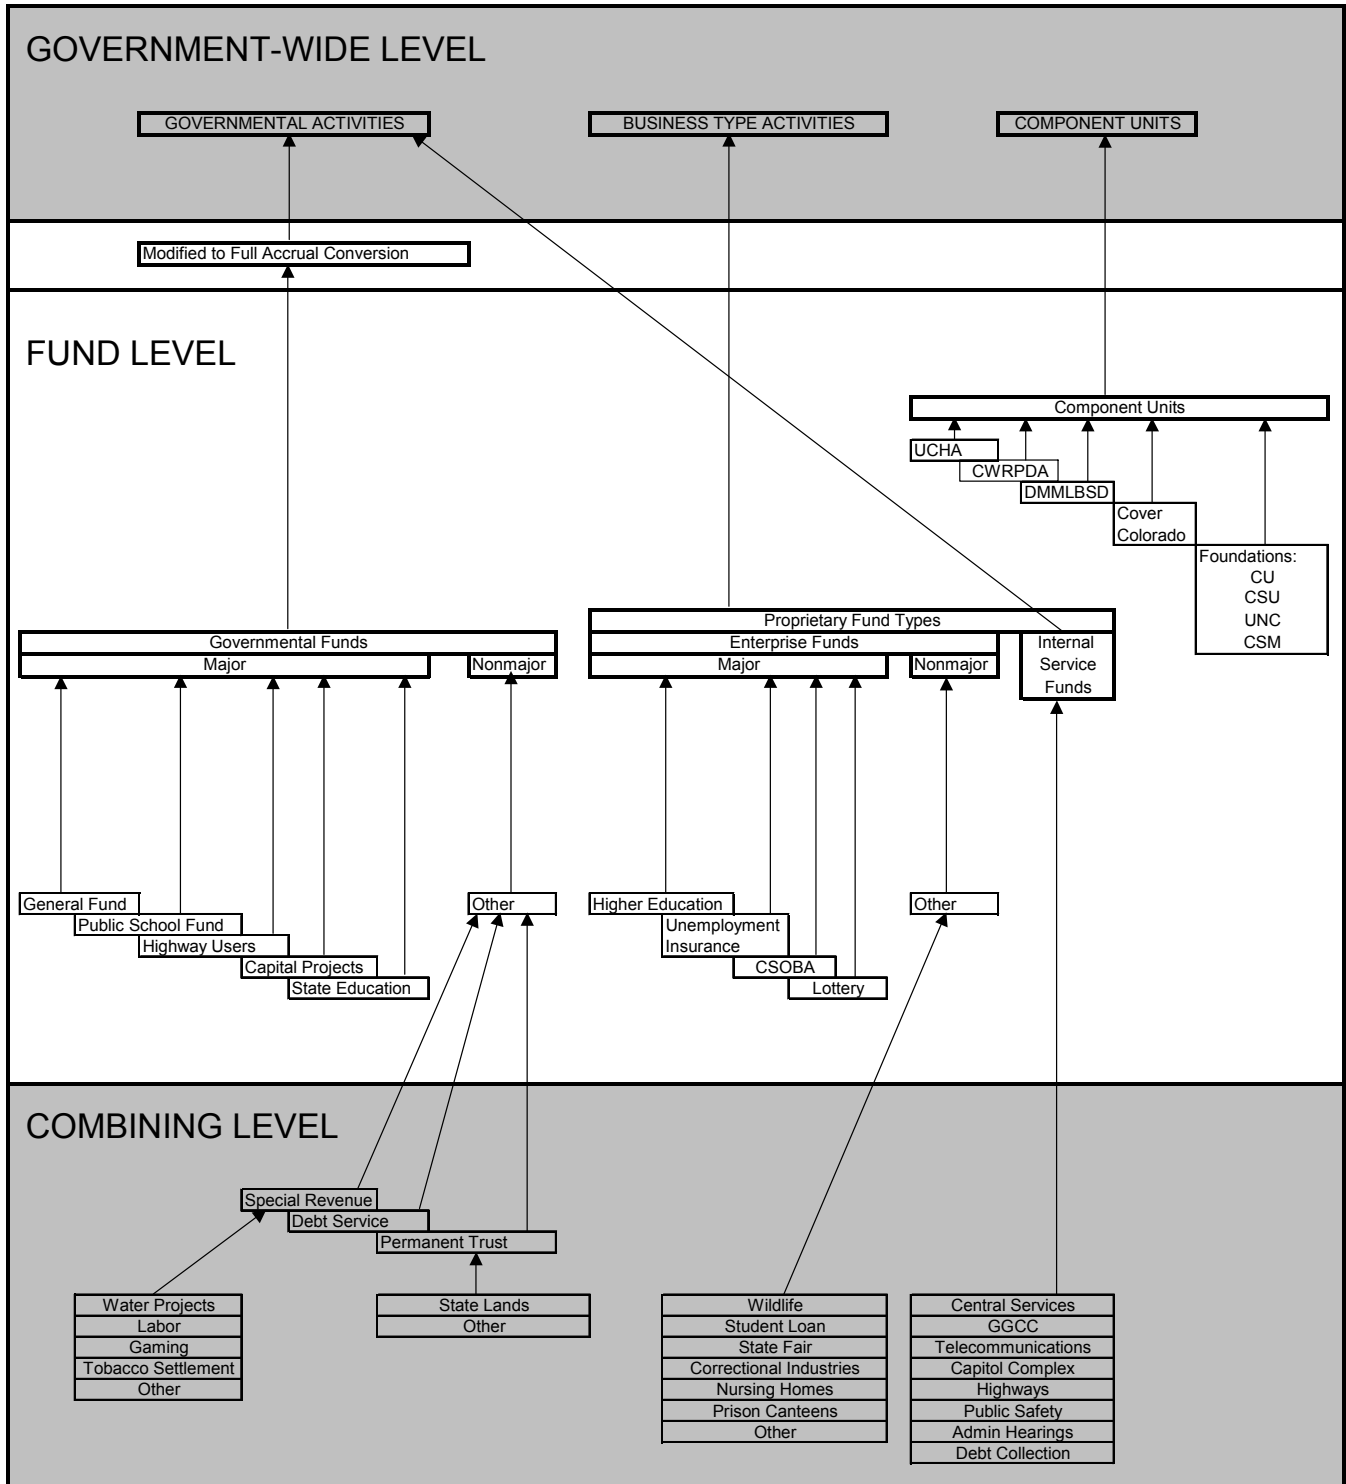 GOVERNMENT-WIDE LEVEL
GOVERNMENTAL ACTIVITIES
BUSINESS TYPE ACTIVITIES
COMPONENT UNITS
Modified to Full Accrual Conversion
FUND LEVEL
Component Units
UCHA
CWRPDA
DMMLBSD
Cover
Colorado
Foundations:
CU
CSU
UNC
CSM
Governmental Funds
Major
Nonmajor
Proprietary Fund Types
Enterprise Funds
Major
Nonmajor
Internal
Service
Funds
General Fund
Public School Fund
Highway Users
Capital Projects
State Education
Other
Higher Education
Unemployment
Insurance
CSOBA
Lottery
Other
COMBINING LEVEL
Special Revenue
Debt Service
Permanent Trust
Water Projects
Labor
Gaming
Tobacco Settlement
Other
State Lands
Other
Wildlife
Student Loan
State Fair
Correctional Industries
Nursing Homes
Prison Canteens
Other
Central Services
GGCC
Telecommunications
Capitol Complex
Highways
Public Safety
Admin Hearings
Debt Collection